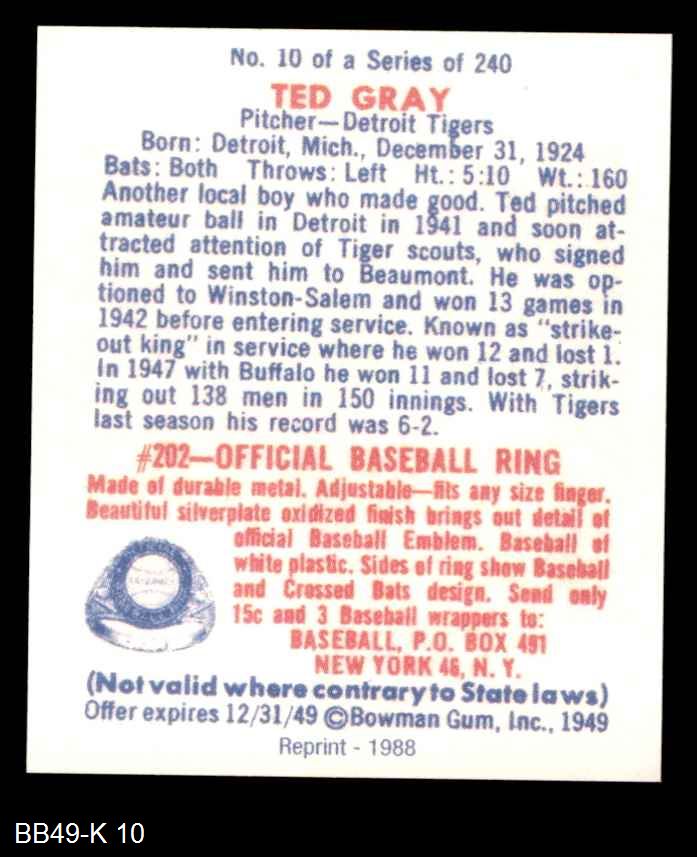 No. 10 of a Series of 240
TED GRAY
Pitcher—Detroit Tigers
Born: Detroit, Mich., December 31, 1924
Bats: Both Throws: Left Ht.: 5:10 Wt.: 160
Another local boy who made good. Ted pitched
amateur ball in Detroit in 1941 and soon at-
tracted attention of Tiger scouts, who signed
him and sent him to Beaumont. He was op-
tioned to Winston-Salem and won 13 games in
1942 before entering service. Known as "strike-
out king" in service where he won 12 and lost 1.
In 1947 with Buffalo he won 11 and lost 7, strik-
ing out 138 men in 150 innings. With Tigers
last season his record was 6-2.
#202—OFFICIAL BASEBALL RING
Made of durable metal. Adjustable—fits any size finger.
Beautiful silverplate oxidized finish brings out detail of
official Baseball Emblem. Baseball of
white plastic. Sides of ring show Baseball
and Crossed Bats design. Send only
15c and 3 Baseball wrappers to:
BASEBALL, P.O. BOX 491
NEW YORK 46, N. Y.
(Not valid where contrary to State laws)
Offer expires 12/31/49 ©Bowman Gum, Inc., 1949
Reprint - 1988
BB49-K 10